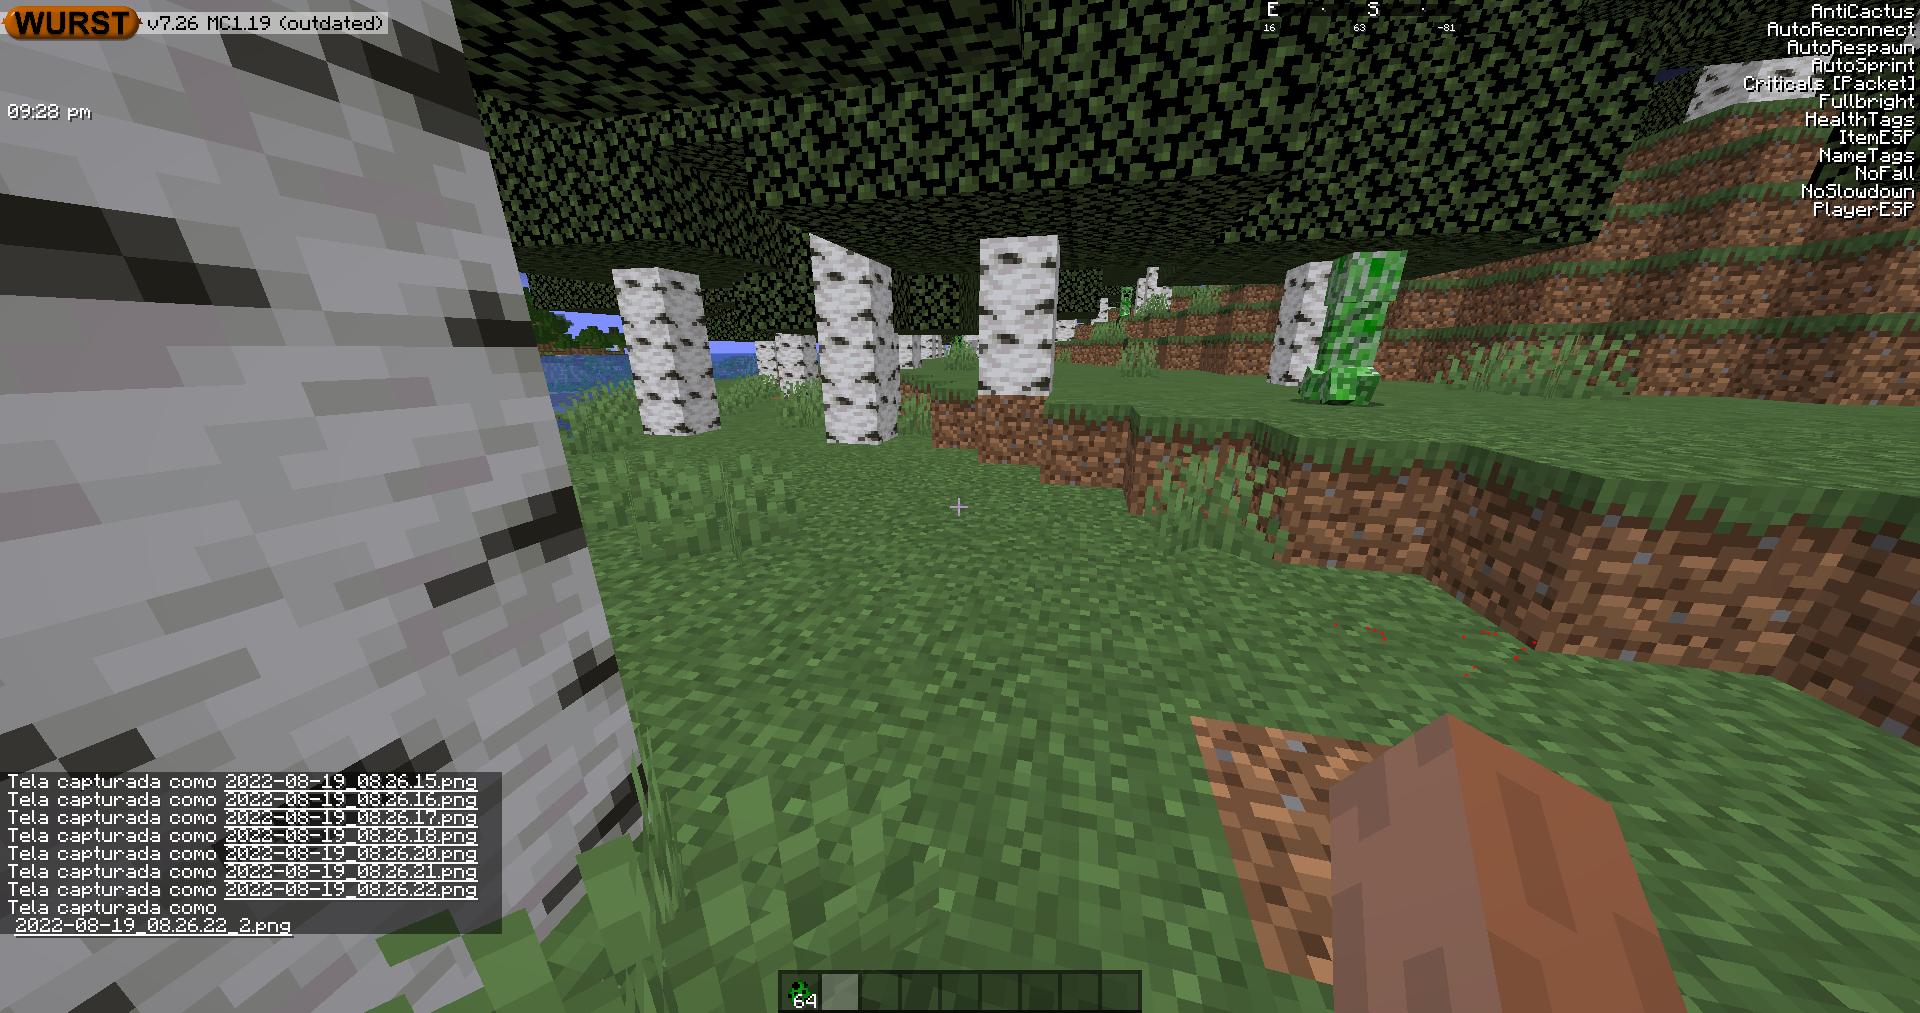 WURST v7.26 MC1.19 (outdated)
E S
16 63 -81
AntiCactus
AutoReconnect
AutoRespawn
AutoSprint
Criticals [Packet]
Fullbright
HealthTags
ItemESP
NameTags
NoFall
NoSlowdown
PlayerESP
09:28 pm
Tela capturada como 2022-08-19_08.26.15.png
Tela capturada como 2022-08-19_08.26.16.png
Tela capturada como 2022-08-19_08.26.17.png
Tela capturada como 2022-08-19_08.26.18.png
Tela capturada como 2022-08-19_08.26.20.png
Tela capturada como 2022-08-19_08.26.21.png
Tela capturada como 2022-08-19_08.26.22.png
Tela capturada como
2022-08-19_08.26.22_2.png
64